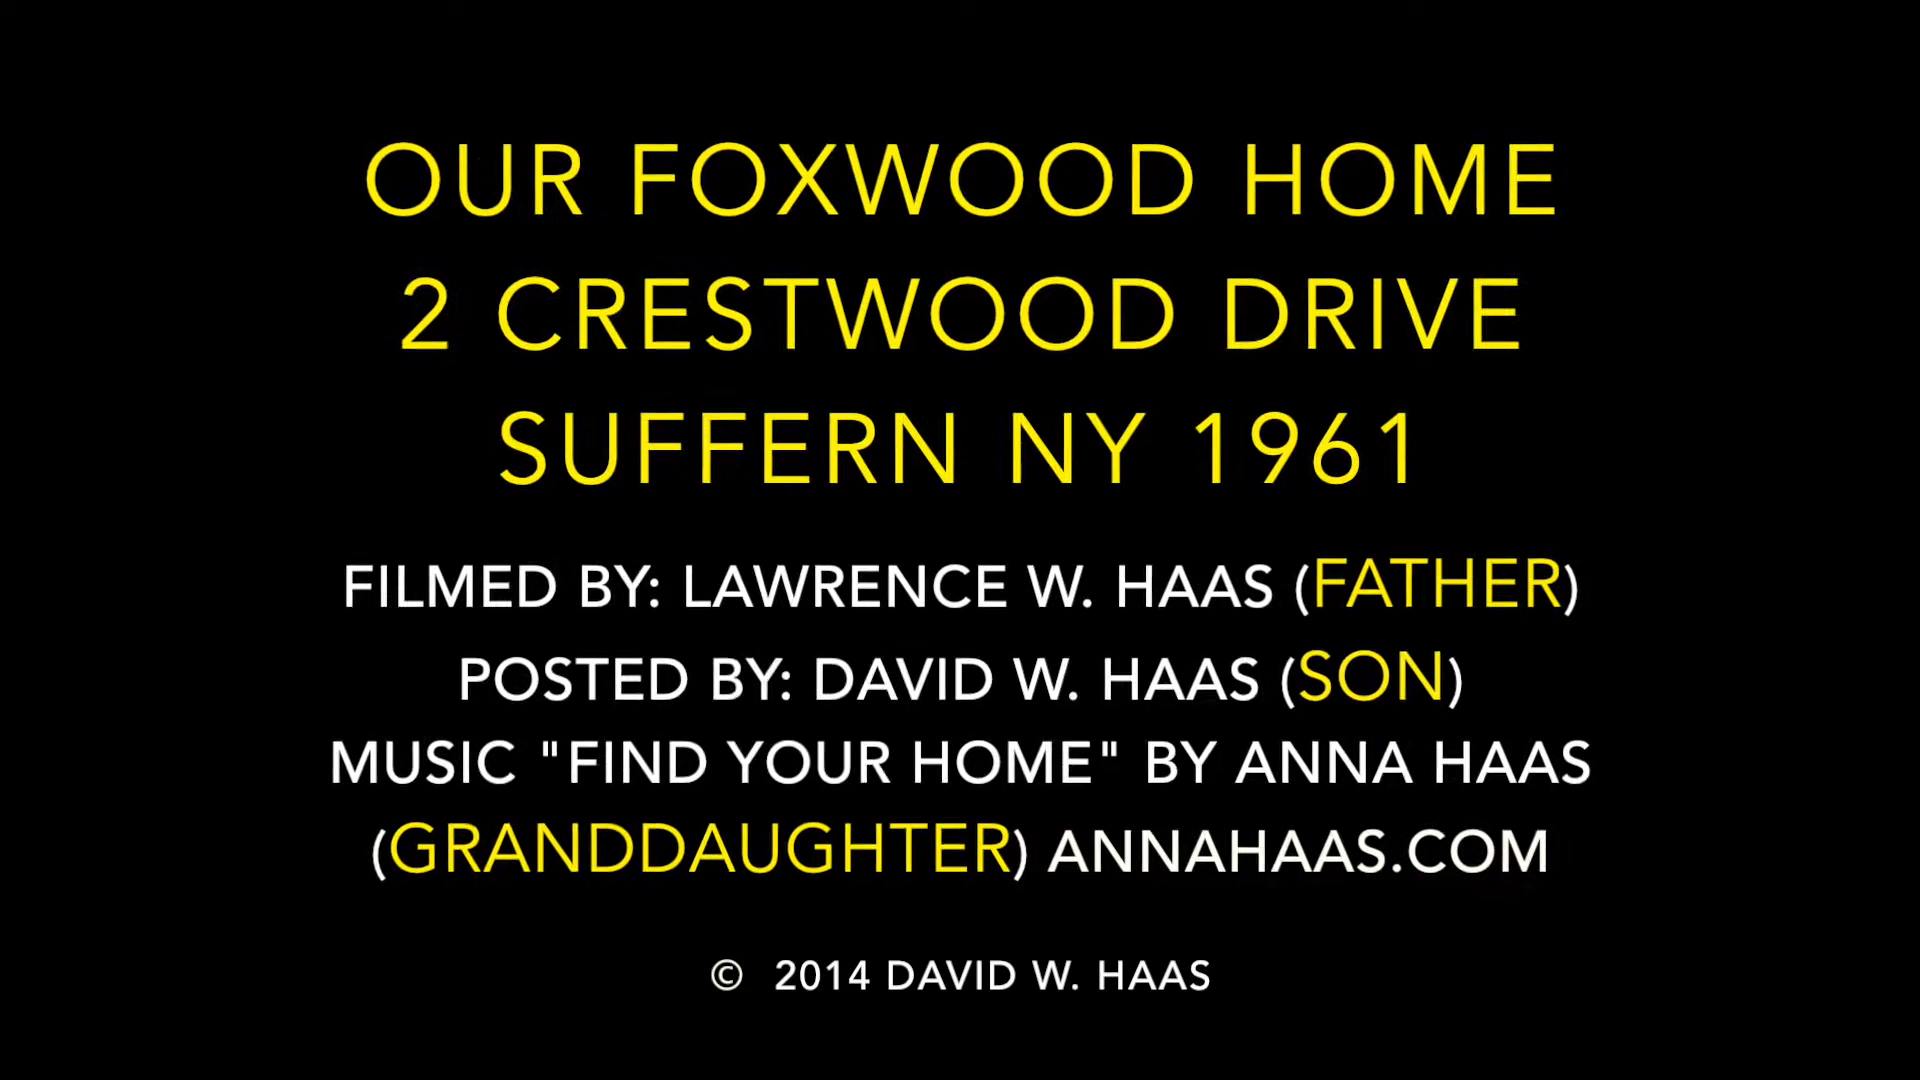 OUR FOXWOOD HOME
2 CRESTWOOD DRIVE
SUFFERN NY 1961
FILMED BY: LAWRENCE W. HAAS (FATHER)
POSTED BY: DAVID W. HAAS (SON)
MUSIC "FIND YOUR HOME" BY ANNA HAAS
(GRANDDAUGHTER) ANNAHAAS.COM
© 2014 DAVID W. HAAS